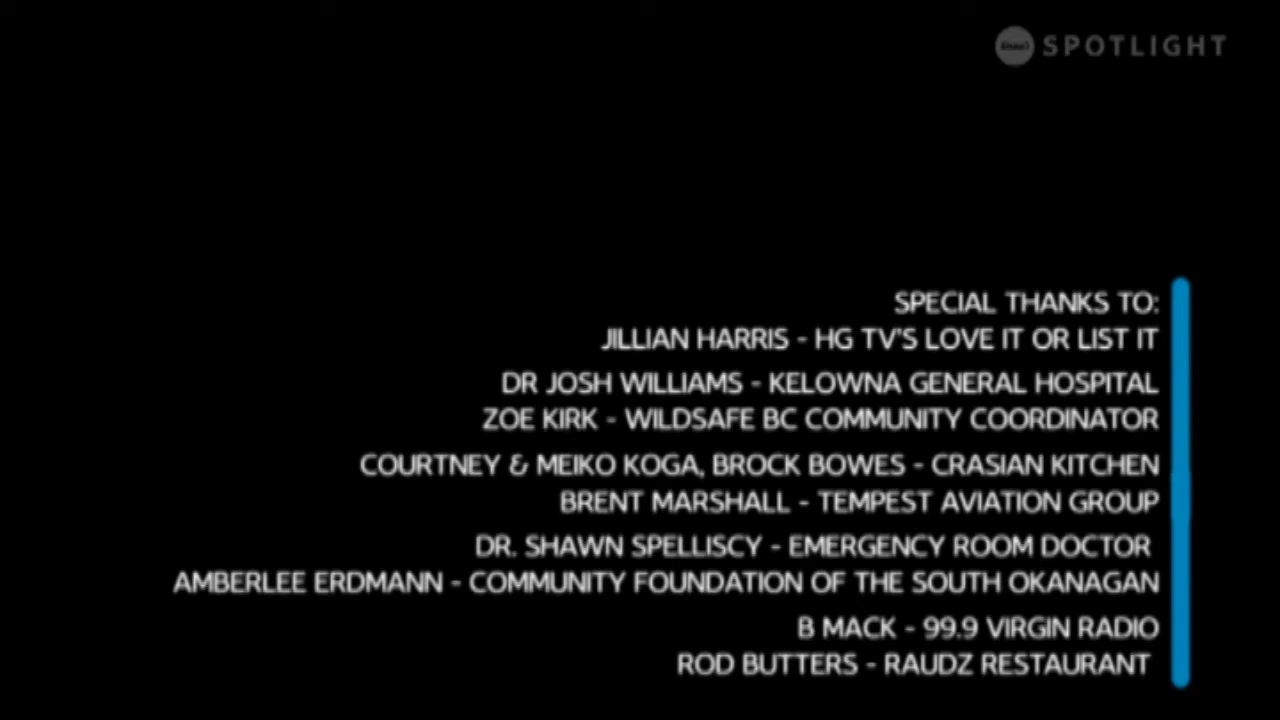 SPOTLIGHT
SPECIAL THANKS TO:
JILLIAN HARRIS - HG TV'S LOVE IT OR LIST IT
DR JOSH WILLIAMS - KELOWNA GENERAL HOSPITAL
ZOE KIRK - WILDSAFE BC COMMUNITY COORDINATOR
COURTNEY & MEIKO KOGA, BROCK BOWES - CRASIAN KITCHEN
BRENT MARSHALL - TEMPEST AVIATION GROUP
DR. SHAWN SPELLISCY - EMERGENCY ROOM DOCTOR
AMBERLEE ERDMANN - COMMUNITY FOUNDATION OF THE SOUTH OKANAGAN
B MACK - 99.9 VIRGIN RADIO
ROD BUTTERS - RAUDZ RESTAURANT